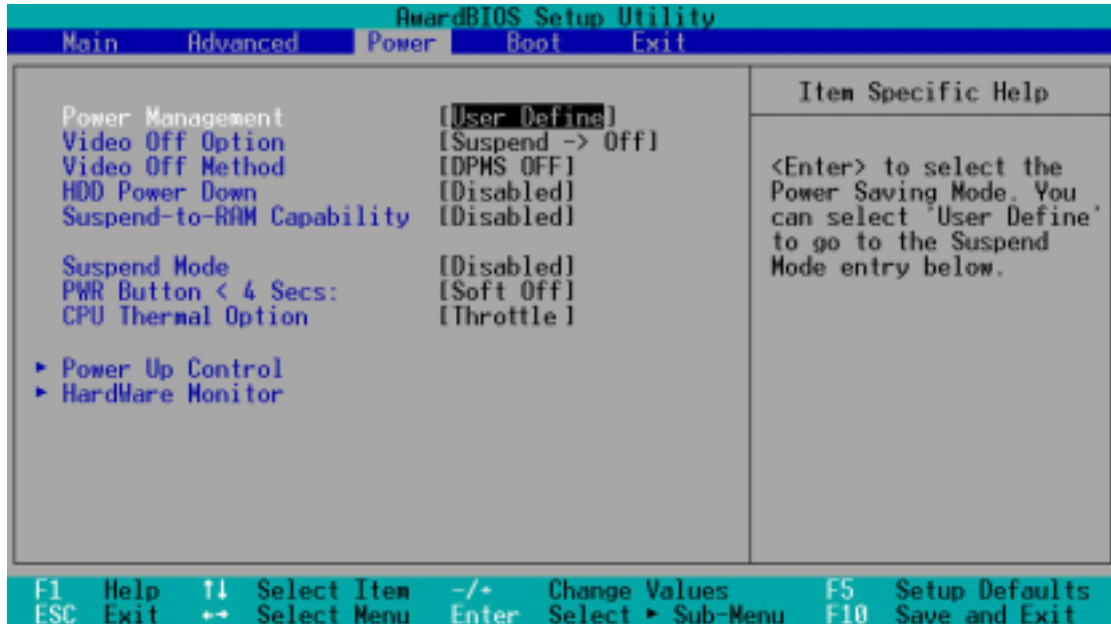 AwardBIOS Setup Utility
Main Advanced Power Boot Exit
Power Management [User Define]
Video Off Option [Suspend -> Off]
Video Off Method [DPMS OFF]
HDD Power Down [Disabled]
Suspend-to-RAM Capability [Disabled]
Suspend Mode [Disabled]
PWR Button < 4 Secs: [Soft Off]
CPU Thermal Option [Throttle ]
▸ Power Up Control
▸ HardWare Monitor
Item Specific Help
<Enter> to select the
Power Saving Mode. You
can select 'User Define'
to go to the Suspend
Mode entry below.
F1 Help ↑↓ Select Item -/+ Change Values F5 Setup Defaults
ESC Exit ←→ Select Menu Enter Select ▸ Sub-Menu F10 Save and Exit